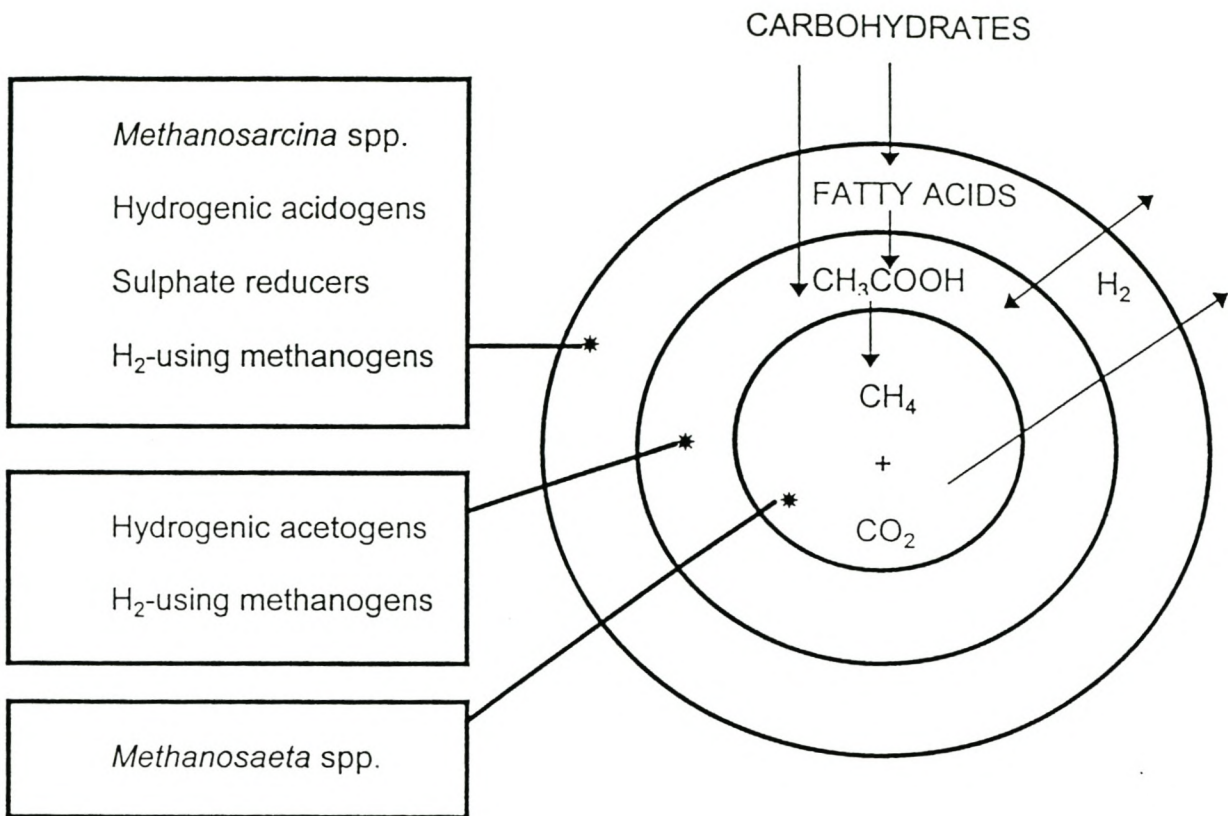 CARBOHYDRATES
Methanosarcina spp.
Hydrogenic acidogens
Sulphate reducers
H₂-using methanogens
Hydrogenic acetogens
H₂-using methanogens
Methanosaeta spp.
FATTY ACIDS
CH₃COOH
H₂
CH₄
+
CO₂